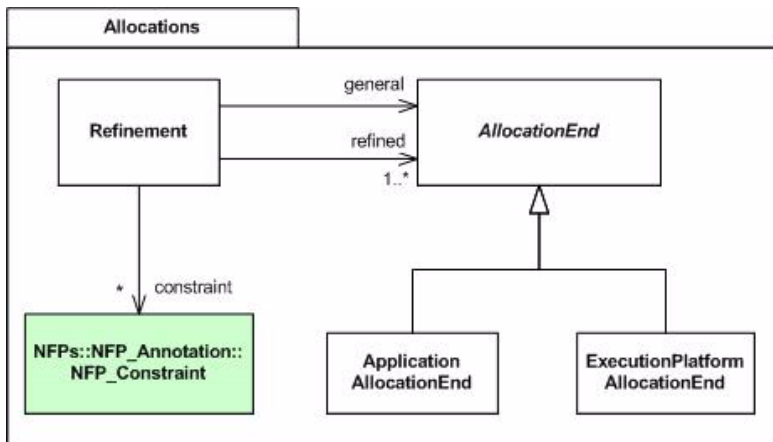 Allocations
Refinement
general
AllocationEnd
refined
1..*
* constraint
NFPs::NFP_Annotation::
NFP_Constraint
Application
AllocationEnd
ExecutionPlatform
AllocationEnd